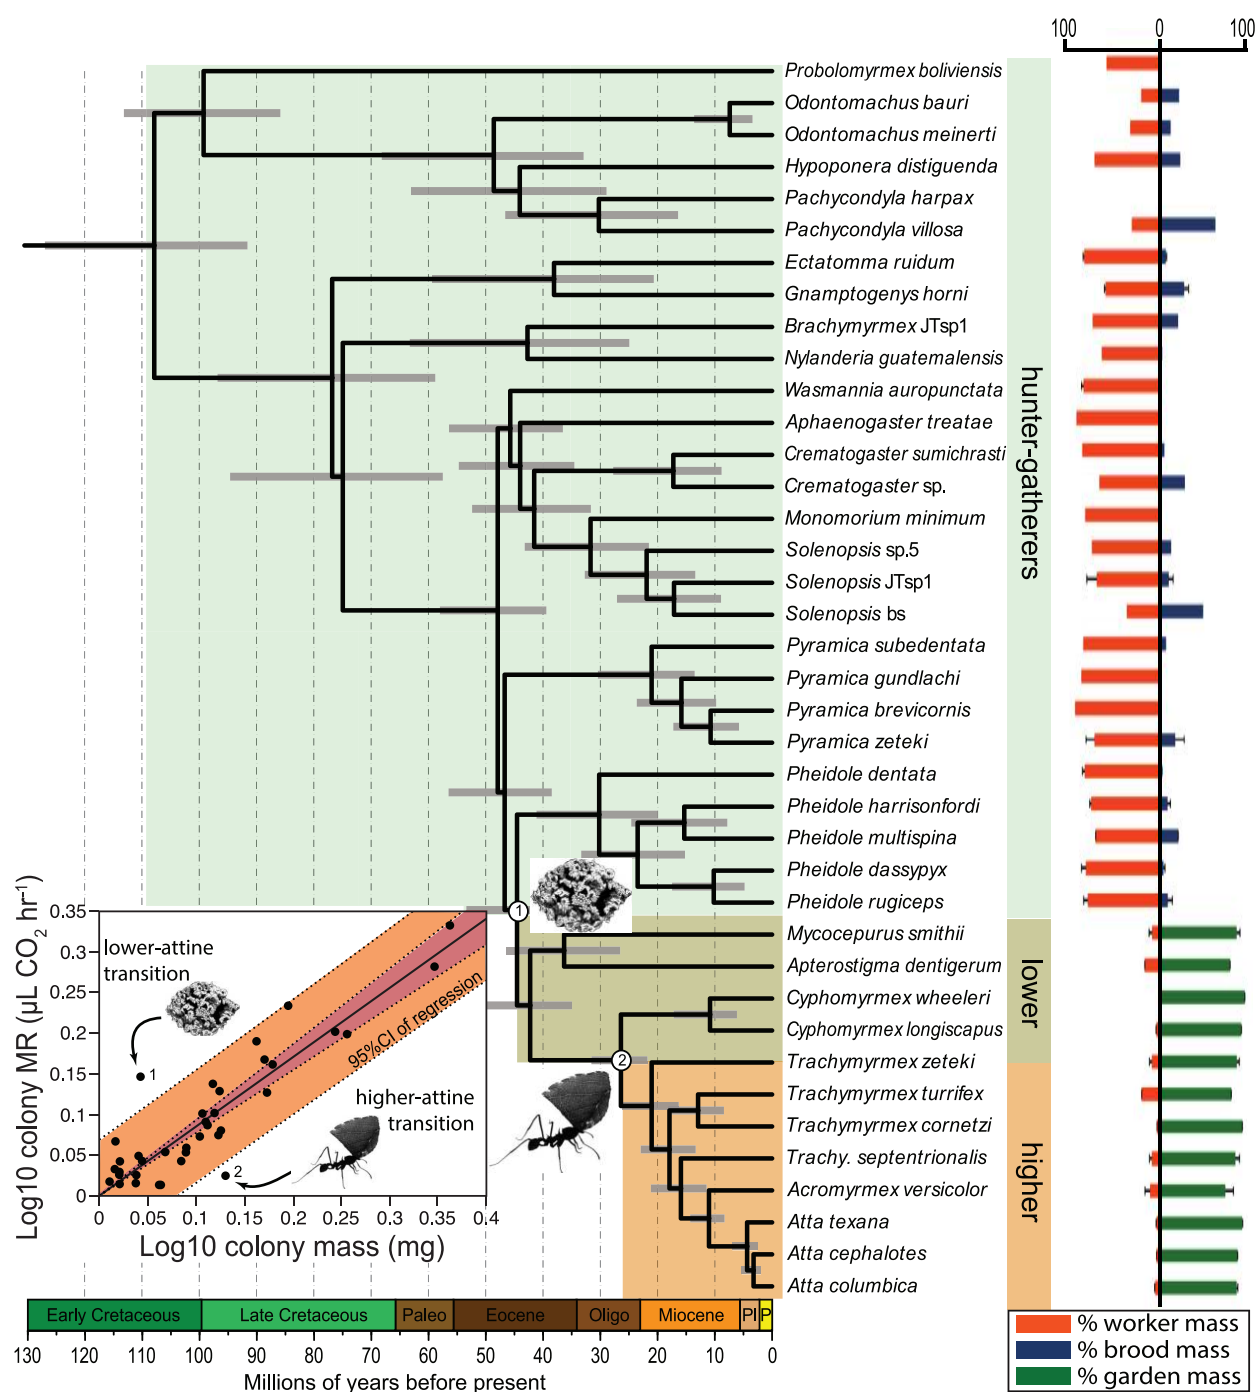 100 0 100
Probolomyrmex boliviensis
Odontomachus bauri
Odontomachus meinerti
Hypoponera distiguenda
Pachycondyla harpax
Pachycondyla villosa
Ectatomma ruidum
Gnamptogenys horni
Brachymyrmex JTsp1
Nylanderia guatemalensis
Wasmannia auropunctata
Aphaenogaster treatae
Crematogaster sumichrasti
Crematogaster sp.
Monomorium minimum
Solenopsis sp.5
Solenopsis JTsp1
Solenopsis bs
Pyramica subedentata
Pyramica gundlachi
Pyramica brevicornis
Pyramica zeteki
Pheidole dentata
Pheidole harrisonfordi
Pheidole multispina
Pheidole dassypyx
Pheidole rugiceps
Mycocepurus smithii
Apterostigma dentigerum
Cyphomyrmex wheeleri
Cyphomyrmex longiscapus
Trachymyrmex zeteki
Trachymyrmex turrifex
Trachymyrmex cornetzi
Trachy. septentrionalis
Acromyrmex versicolor
Atta texana
Atta cephalotes
Atta columbica
hunter-gatherers
lower
higher
1
2
Log10 colony MR (µL CO2 hr⁻¹)
0.35
0.3
0.25
0.2
0.15
0.1
0.05
0
lower-attine
transition
1
95%CI of regression
higher-attine
transition
2
0 0.05 0.1 0.15 0.2 0.25 0.3 0.35 0.4
Log10 colony mass (mg)
Early Cretaceous Late Cretaceous Paleo Eocene Oligo Miocene Pl P
130 120 110 100 90 80 70 60 50 40 30 20 10 0
Millions of years before present
% worker mass
% brood mass
% garden mass